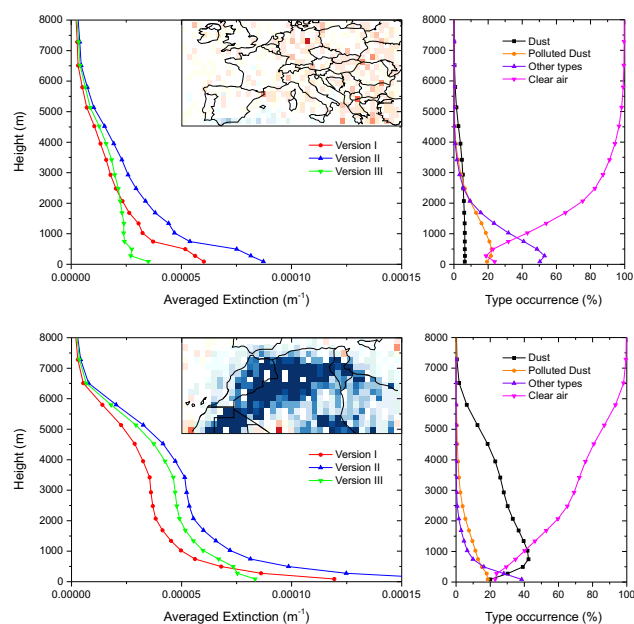 8000
7000
6000
5000
4000
3000
2000
1000
0
Height (m)
Version I
Version II
Version III
0.00000
0.00005
0.00010
0.00015
Averaged Extinction (m⁻¹)
8000
7000
6000
5000
4000
3000
2000
1000
0
Dust
Polluted Dust
Other types
Clear air
0
20
40
60
80
100
Type occurrence (%)
8000
7000
6000
5000
4000
3000
2000
1000
0
Height (m)
Version I
Version II
Version III
0.00000
0.00005
0.00010
0.00015
Averaged Extinction (m⁻¹)
8000
7000
6000
5000
4000
3000
2000
1000
0
Dust
Polluted Dust
Other types
Clear air
0
20
40
60
80
100
Type occurrence (%)